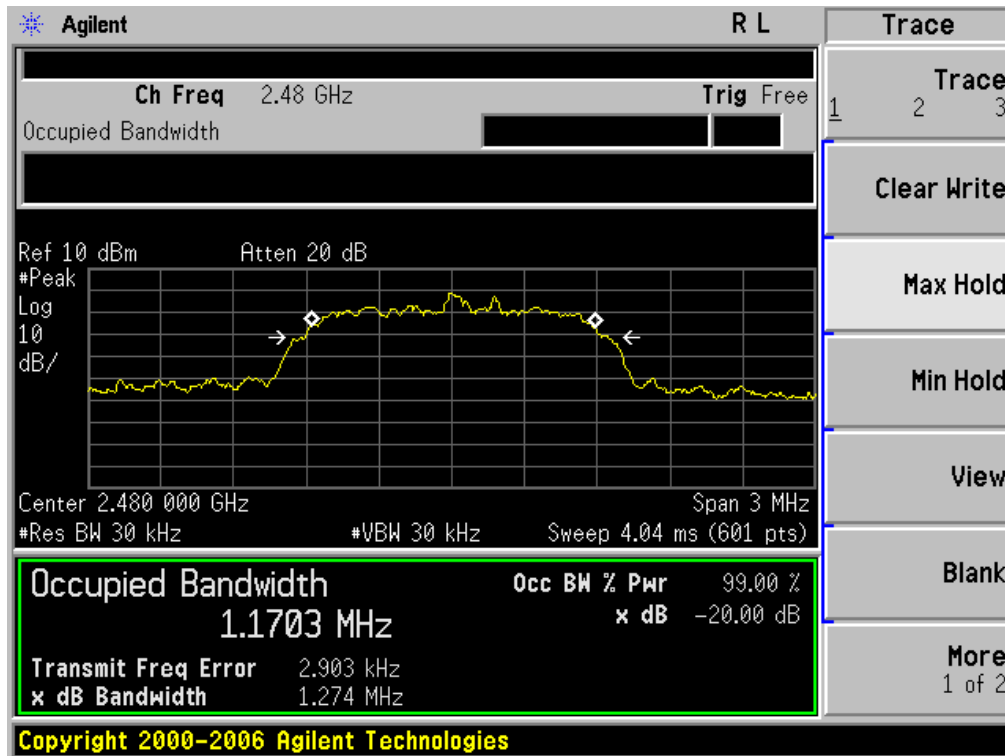 Agilent R L Trace
Ch Freq 2.48 GHz Trig Free
Occupied Bandwidth
Trace
1 2 3
Clear Write
Max Hold
Min Hold
View
Blank
More
1 of 2
Ref 10 dBm Atten 20 dB
#Peak
Log
10
dB/
Center 2.480 000 GHz Span 3 MHz
#Res BW 30 kHz #VBW 30 kHz Sweep 4.04 ms (601 pts)
Occupied Bandwidth Occ BW % Pwr 99.00 %
1.1703 MHz x dB -20.00 dB
Transmit Freq Error 2.903 kHz
x dB Bandwidth 1.274 MHz
Copyright 2000-2006 Agilent Technologies